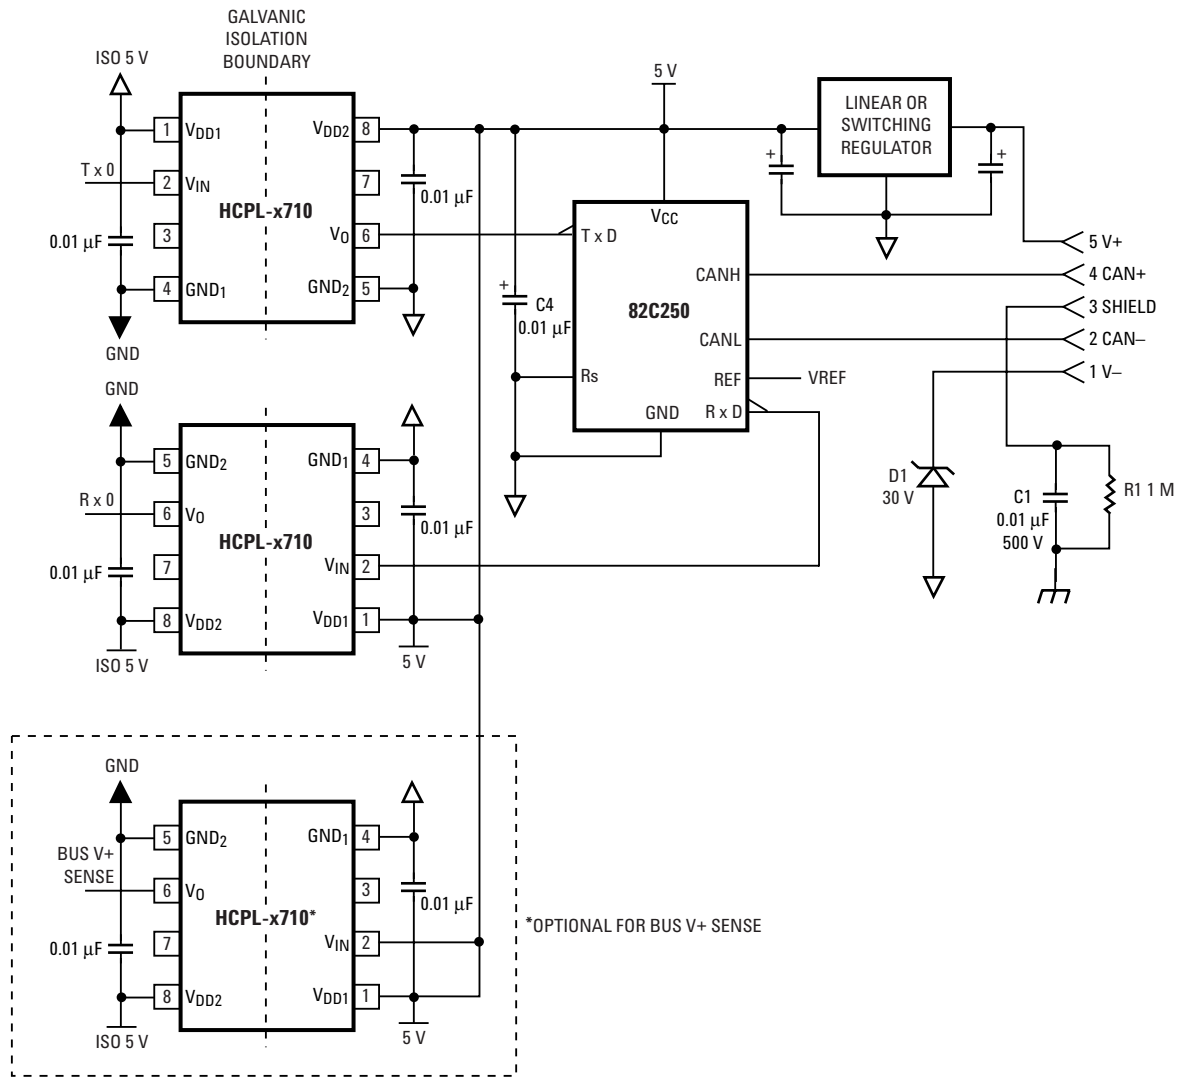 GALVANIC
ISOLATION
BOUNDARY
ISO 5 V
1 VDD1
T x 0
2 VIN
3
0.01 µF
4 GND1
GND
HCPL-x710
VDD2 8
7
VO 6
GND2 5
0.01 µF
5 V
LINEAR OR
SWITCHING
REGULATOR
+
+
+
C4
0.01 µF
VCC
T x D
CANH
82C250
CANL
Rs
REF
GND
R x D
VREF
5 V+
4 CAN+
3 SHIELD
2 CAN–
1 V–
D1
30 V
C1
0.01 µF
500 V
R1 1 M
GND
5 GND2
R x 0
6 VO
7
0.01 µF
8 VDD2
ISO 5 V
HCPL-x710
GND1 4
3
VIN 2
VDD1 1
0.01 µF
5 V
GND
5 GND2
BUS V+
SENSE
6 VO
7
0.01 µF
8 VDD2
ISO 5 V
HCPL-x710*
GND1 4
3
VIN 2
VDD1 1
0.01 µF
5 V
*OPTIONAL FOR BUS V+ SENSE